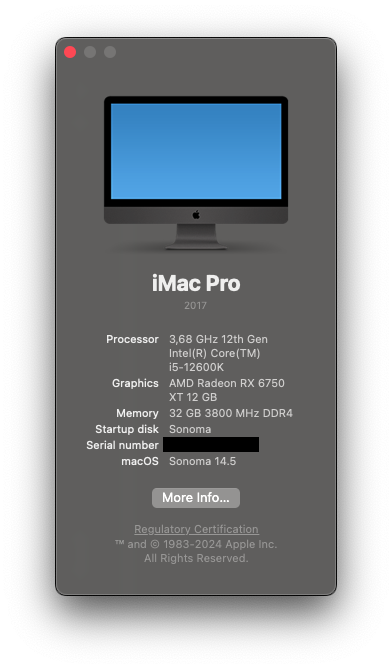 iMac Pro
2017
Processor 3,68 GHz 12th Gen
Intel(R) Core(TM)
i5-12600K
Graphics AMD Radeon RX 6750
XT 12 GB
Memory 32 GB 3800 MHz DDR4
Startup disk Sonoma
Serial number
macOS Sonoma 14.5
More Info...
Regulatory Certification
™ and © 1983-2024 Apple Inc.
All Rights Reserved.